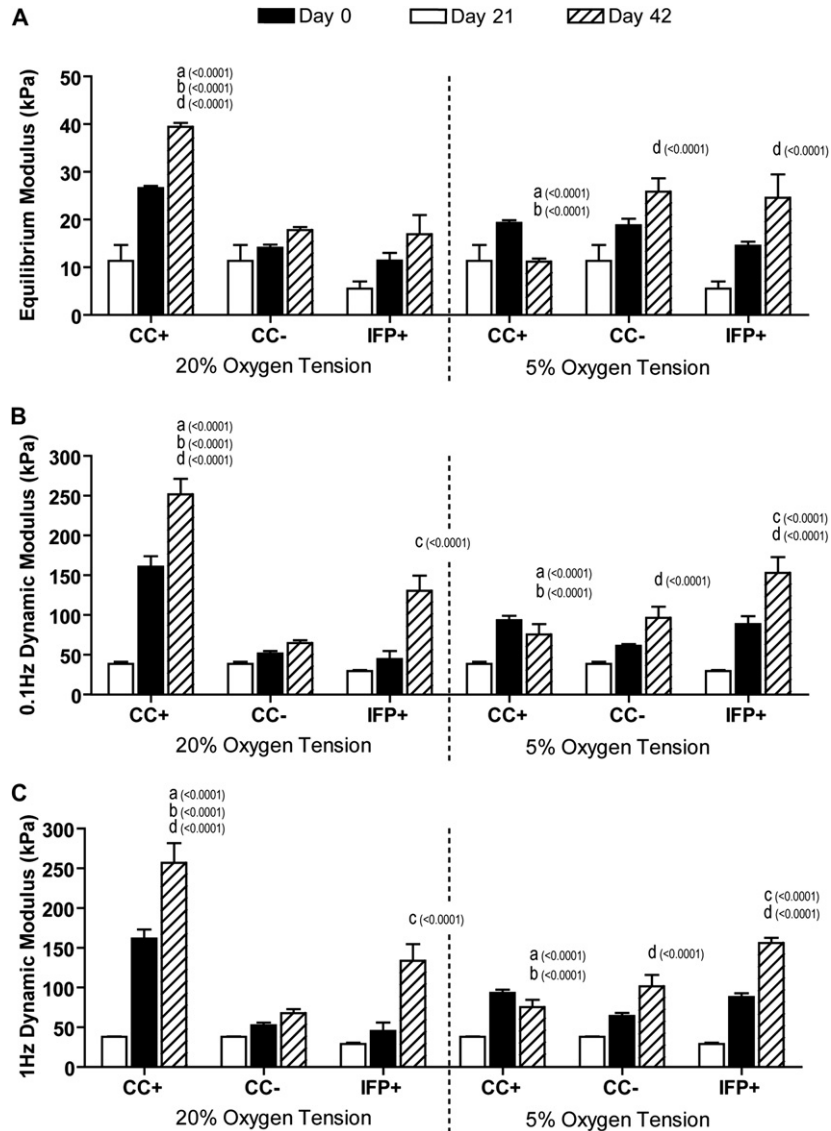 A
Day 0 Day 21 Day 42
Equilibrium Modulus (kPa)
50
40
30
20
10
0
a (<0.0001)
b (<0.0001)
d (<0.0001)
a (<0.0001)
b (<0.0001)
d (<0.0001)
d (<0.0001)
CC+ CC- IFP+ CC+ CC- IFP+
20% Oxygen Tension 5% Oxygen Tension
B
0.1Hz Dynamic Modulus (kPa)
300
250
200
150
100
50
0
a (<0.0001)
b (<0.0001)
d (<0.0001)
c (<0.0001)
a (<0.0001)
b (<0.0001)
d (<0.0001)
c (<0.0001)
d (<0.0001)
CC+ CC- IFP+ CC+ CC- IFP+
20% Oxygen Tension 5% Oxygen Tension
C
1Hz Dynamic Modulus (kPa)
300
250
200
150
100
50
0
a (<0.0001)
b (<0.0001)
d (<0.0001)
c (<0.0001)
a (<0.0001)
b (<0.0001)
d (<0.0001)
c (<0.0001)
d (<0.0001)
CC+ CC- IFP+ CC+ CC- IFP+
20% Oxygen Tension 5% Oxygen Tension